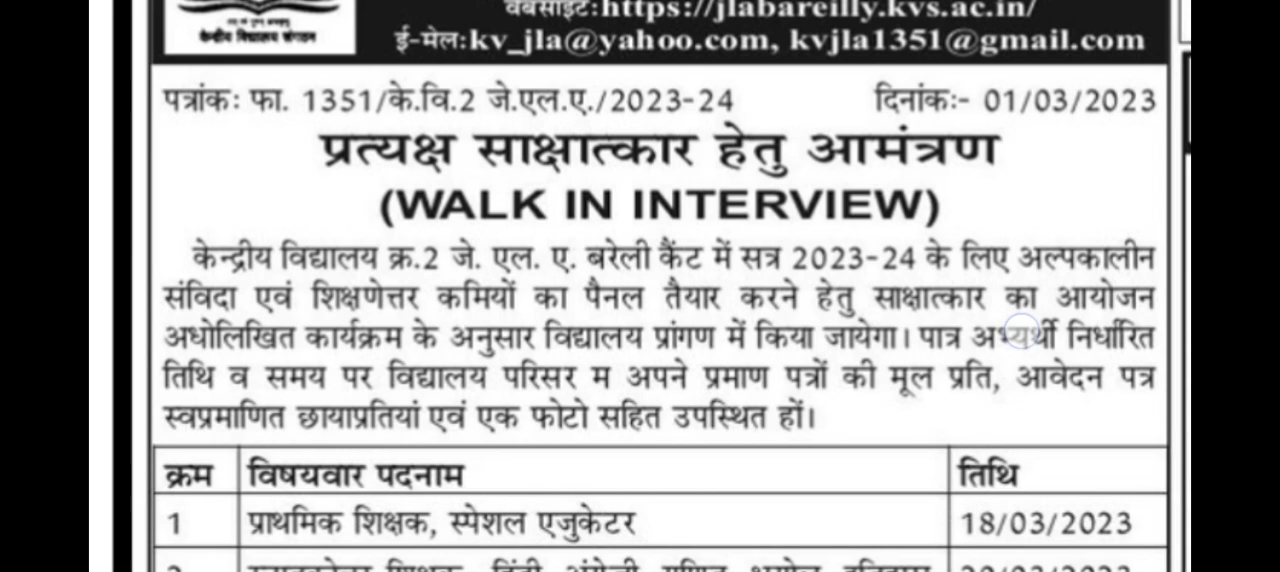 वेबसाइट:https://jlabareilly.kvs.ac.in/
केन्द्रीय विद्यालय संगठन
ई-मेल:kv_jla@yahoo.com, kvjla1351@gmail.com
पत्रांकः फा. 1351/के.वि.2 जे.एल.ए./2023-24 दिनांकः- 01/03/2023
प्रत्यक्ष साक्षात्कार हेतु आमंत्रण
(WALK IN INTERVIEW)
केन्द्रीय विद्यालय क्र.2 जे. एल. ए. बरेली कैंट में सत्र 2023-24 के लिए अल्पकालीन
संविदा एवं शिक्षणेत्तर कमियों का पैनल तैयार करने हेतु साक्षात्कार का आयोजन
अधोलिखित कार्यक्रम के अनुसार विद्यालय प्रांगण में किया जायेगा। पात्र अभ्यर्थी निर्धारित
तिथि व समय पर विद्यालय परिसर म अपने प्रमाण पत्रों की मूल प्रति, आवेदन पत्र
स्वप्रमाणित छायाप्रतियां एवं एक फोटो सहित उपस्थित हों।
क्रम विषयवार पदनाम तिथि
1 प्राथमिक शिक्षक, स्पेशल एजुकेटर 18/03/2023